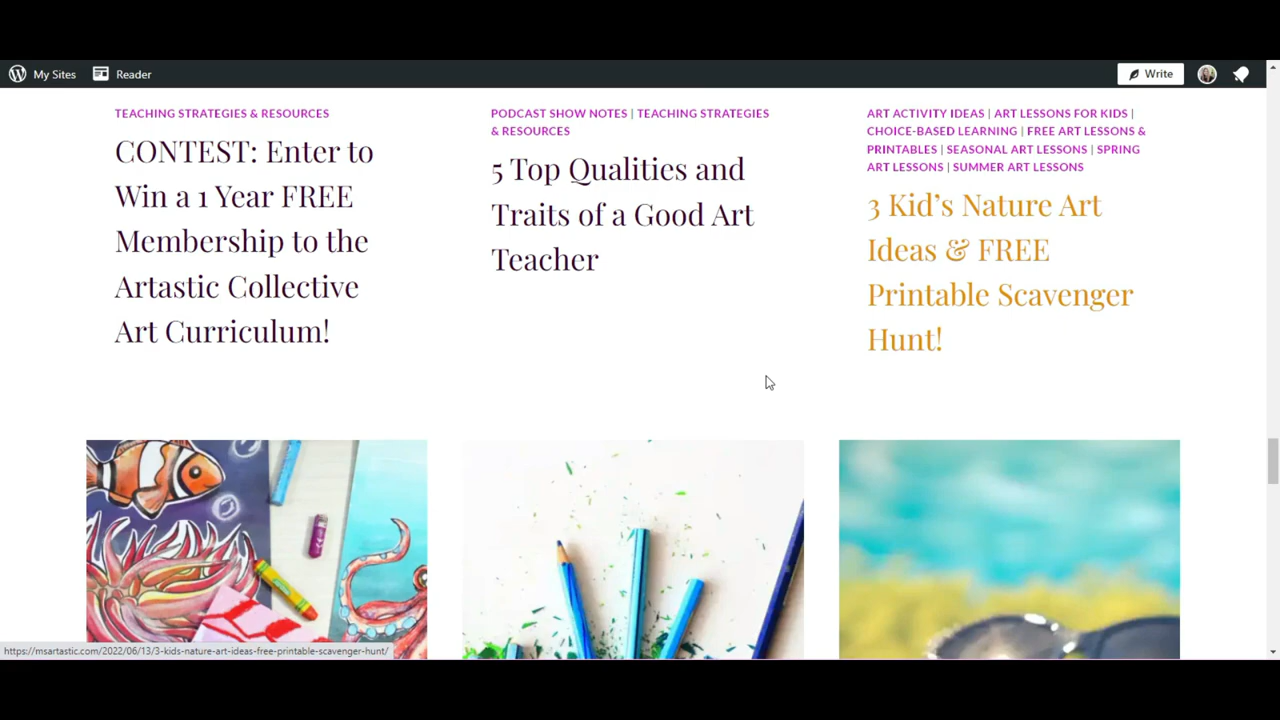 My Sites
Reader
Write
TEACHING STRATEGIES & RESOURCES
CONTEST: Enter to
Win a 1 Year FREE
Membership to the
Artastic Collective
Art Curriculum!
PODCAST SHOW NOTES | TEACHING STRATEGIES
& RESOURCES
5 Top Qualities and
Traits of a Good Art
Teacher
ART ACTIVITY IDEAS | ART LESSONS FOR KIDS |
CHOICE-BASED LEARNING | FREE ART LESSONS &
PRINTABLES | SEASONAL ART LESSONS | SPRING
ART LESSONS | SUMMER ART LESSONS
3 Kid’s Nature Art
Ideas & FREE
Printable Scavenger
Hunt!
https://msartastic.com/2022/06/13/3-kids-nature-art-ideas-free-printable-scavenger-hunt/